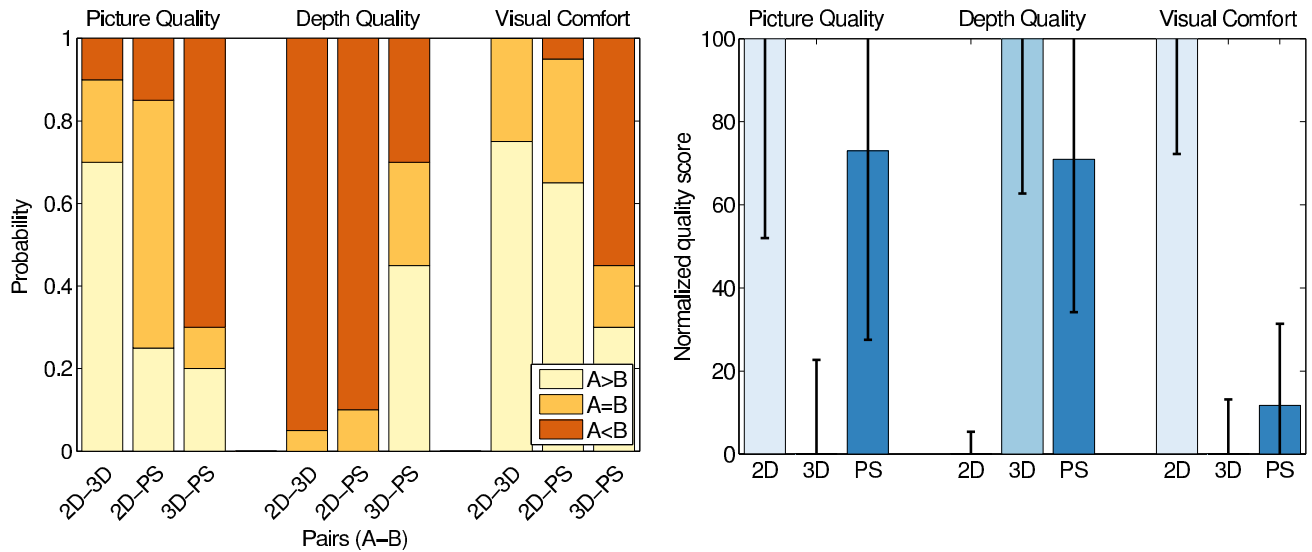 Picture Quality Depth Quality Visual Comfort
1
0.8
0.6
0.4
0.2
0
Probability
A>B
A=B
A<B
2D–3D 2D–PS 3D–PS 2D–3D 2D–PS 3D–PS 2D–3D 2D–PS 3D–PS
Pairs (A–B)
Picture Quality Depth Quality Visual Comfort
100
80
60
40
20
0
Normalized quality score
2D 3D PS 2D 3D PS 2D 3D PS